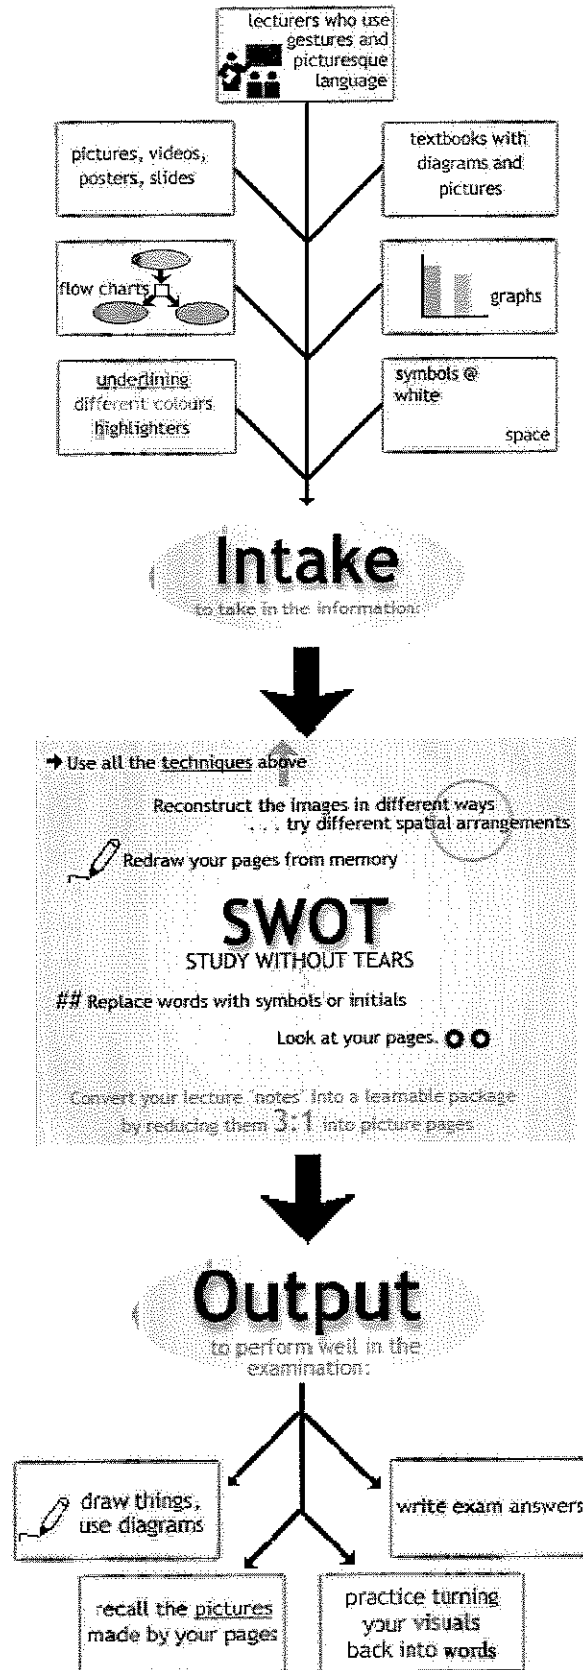 lecturers who use
gestures and
picturesque
language
pictures, videos,
posters, slides
textbooks with
diagrams and
pictures
flow charts
graphs
underlining
different colours
highlighters
symbols @
white
space
Intake
to take in the information:
Use all the techniques above
Reconstruct the images in different ways
. . . try different spatial arrangements
Redraw your pages from memory
SWOT
STUDY WITHOUT TEARS
## Replace words with symbols or initials
Look at your pages.
Convert your lecture 'notes' into a learnable package
by reducing them 3:1 into picture pages
Output
to perform well in the
examination:
draw things,
use diagrams
write exam answers
recall the pictures
made by your pages
practice turning
your visuals
back into words